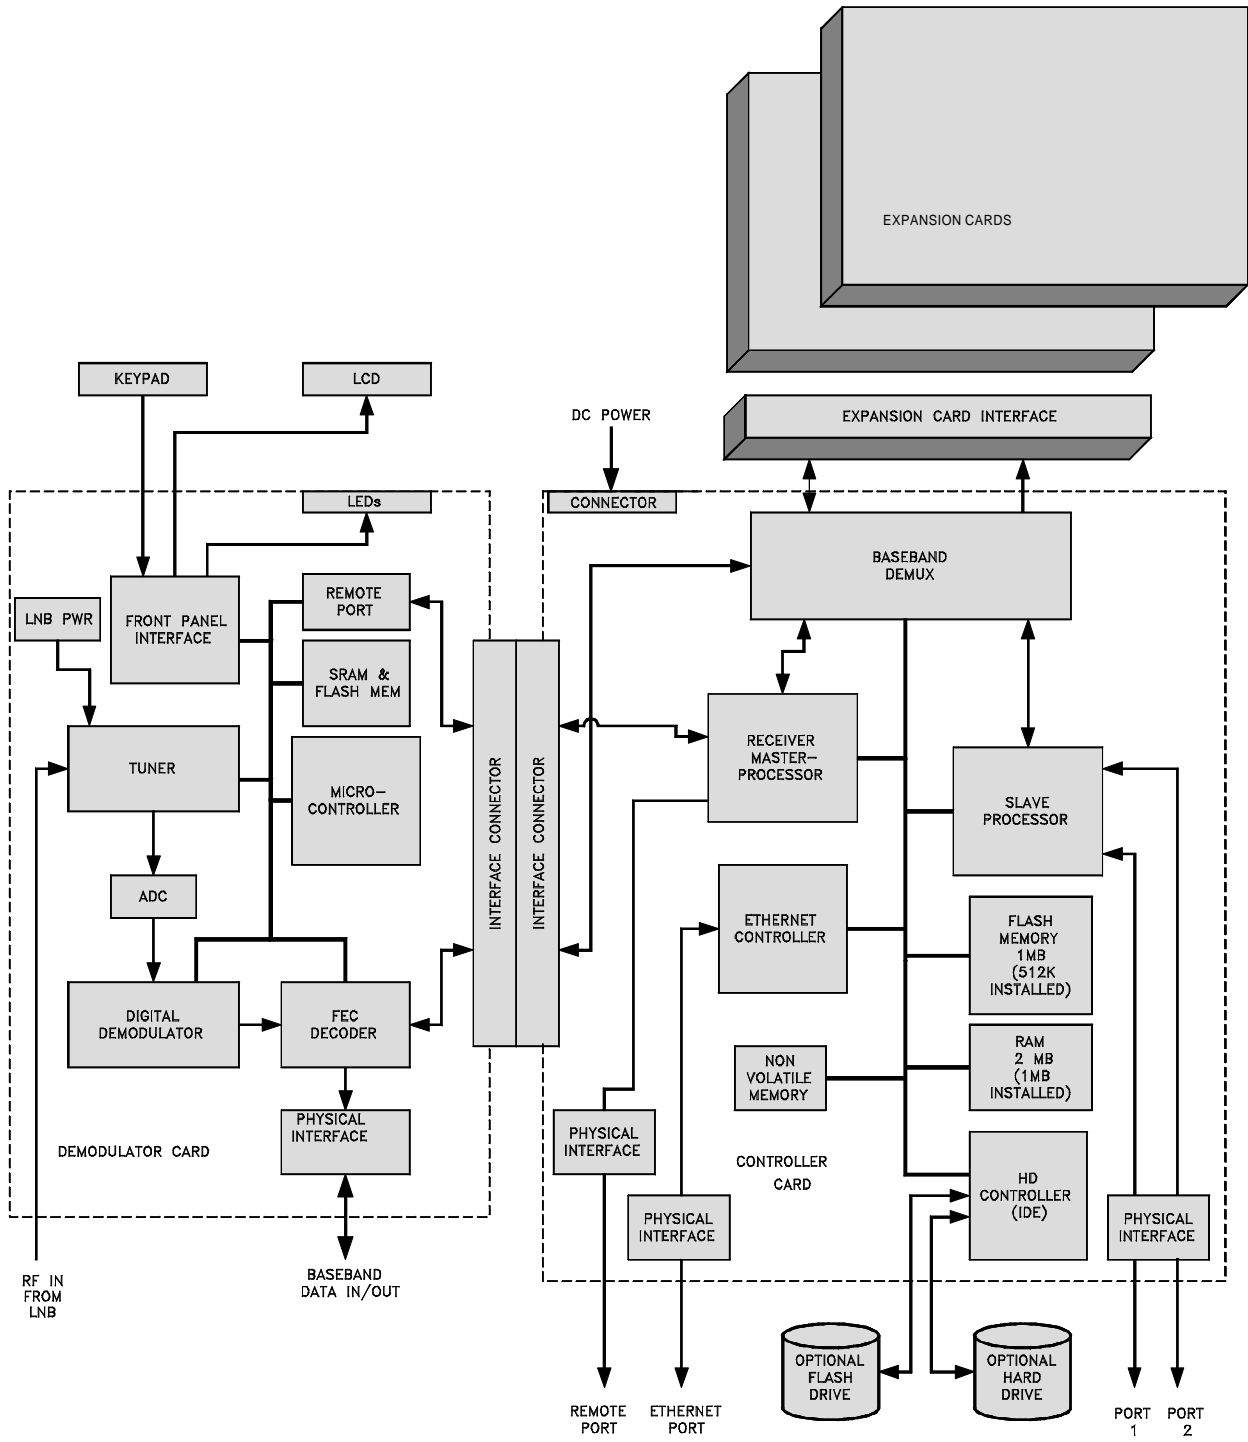 EXPANSION CARDS
KEYPAD
LCD
DC POWER
EXPANSION CARD INTERFACE
LEDs
CONNECTOR
BASEBAND
DEMUX
LNB PWR
FRONT PANEL
INTERFACE
REMOTE
PORT
SRAM &
FLASH MEM
TUNER
MICRO-
CONTROLLER
INTERFACE CONNECTOR
INTERFACE CONNECTOR
RECEIVER
MASTER-
PROCESSOR
SLAVE
PROCESSOR
ADC
ETHERNET
CONTROLLER
FLASH
MEMORY
1MB
(512K
INSTALLED)
DIGITAL
DEMODULATOR
FEC
DECODER
NON
VOLATILE
MEMORY
RAM
2 MB
(1MB
INSTALLED)
PHYSICAL
INTERFACE
DEMODULATOR CARD
PHYSICAL
INTERFACE
CONTROLLER
CARD
HD
CONTROLLER
(IDE)
PHYSICAL
INTERFACE
PHYSICAL
INTERFACE
RF IN
FROM
LNB
BASEBAND
DATA IN/OUT
OPTIONAL
FLASH
DRIVE
OPTIONAL
HARD
DRIVE
REMOTE
PORT
ETHERNET
PORT
PORT
1
PORT
2